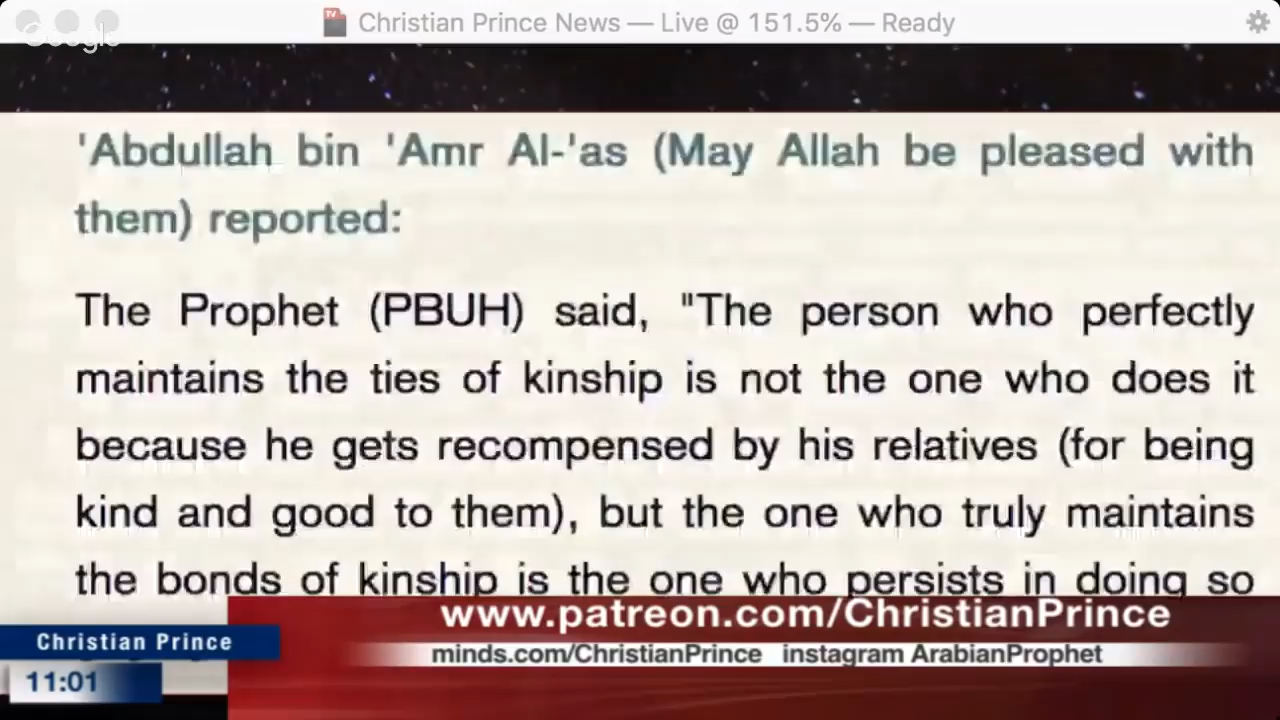 Christian Prince News — Live @ 151.5% — Ready
Google
'Abdullah bin 'Amr Al-'as (May Allah be pleased with
them) reported:
The Prophet (PBUH) said, "The person who perfectly
maintains the ties of kinship is not the one who does it
because he gets recompensed by his relatives (for being
kind and good to them), but the one who truly maintains
the bonds of kinship is the one who persists in doing so
www.patreon.com/ChristianPrince
Christian Prince
minds.com/ChristianPrince instagram ArabianProphet
11:01